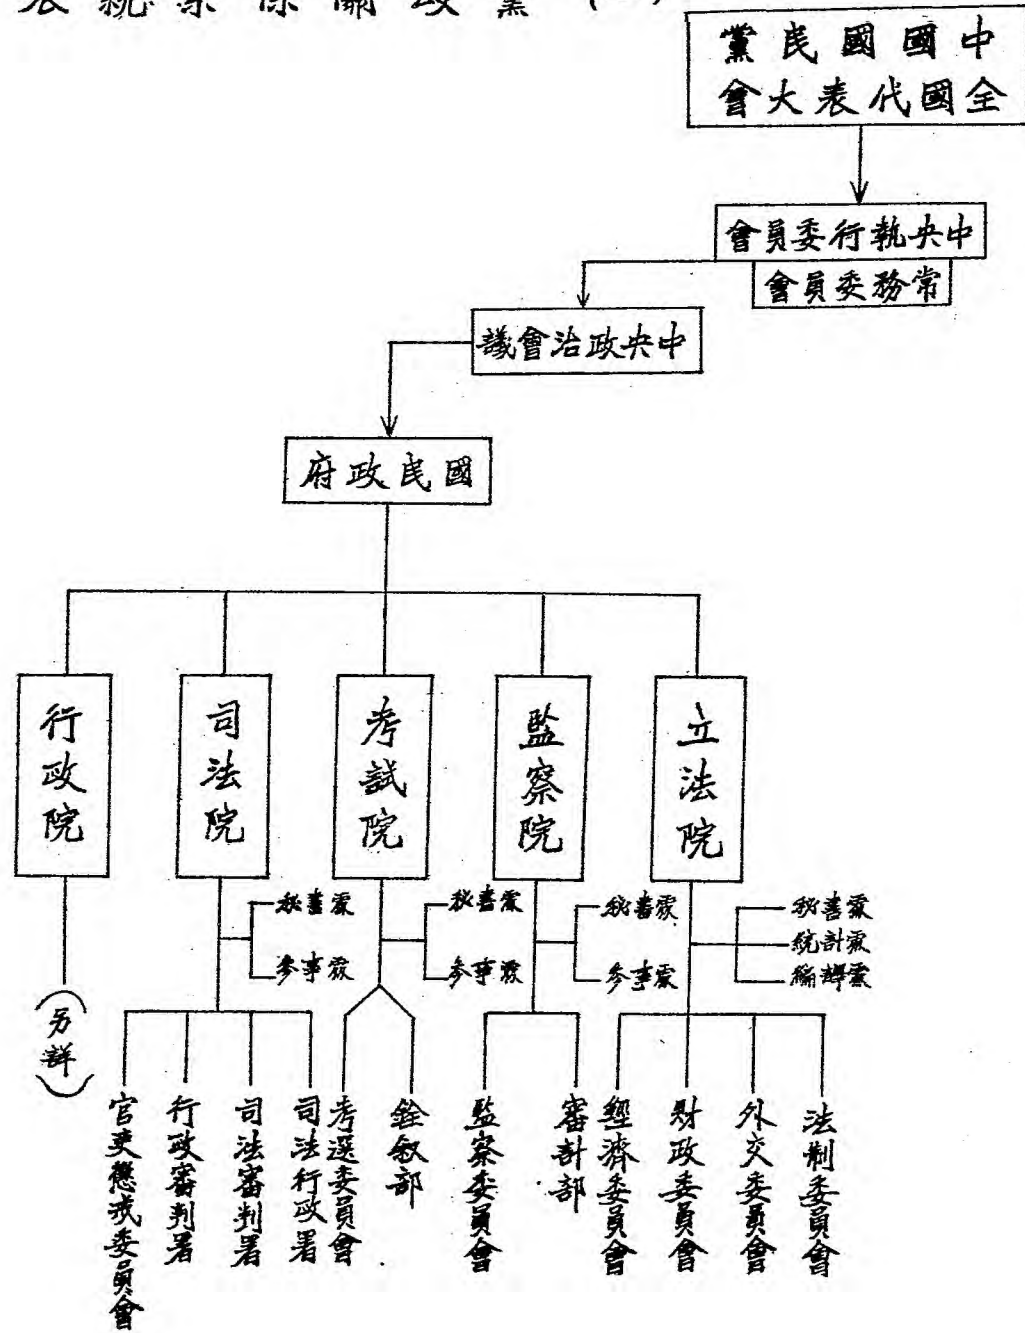 黨政關係系統表
中國國民黨
全國代表大會
中央執行委員會
常務委員會
中央政治會議
國民政府
立法院
監察院
考試院
司法院
行政院
秘書處
統計處
編譯處
秘書處
參事處
秘書處
參事處
秘書處
參事處
法制委員會
外交委員會
財政委員會
經濟委員會
審計部
監察委員會
銓敘部
考選委員會
司法行政署
司法審判署
行政審判署
官吏懲戒委員會
(另詳)